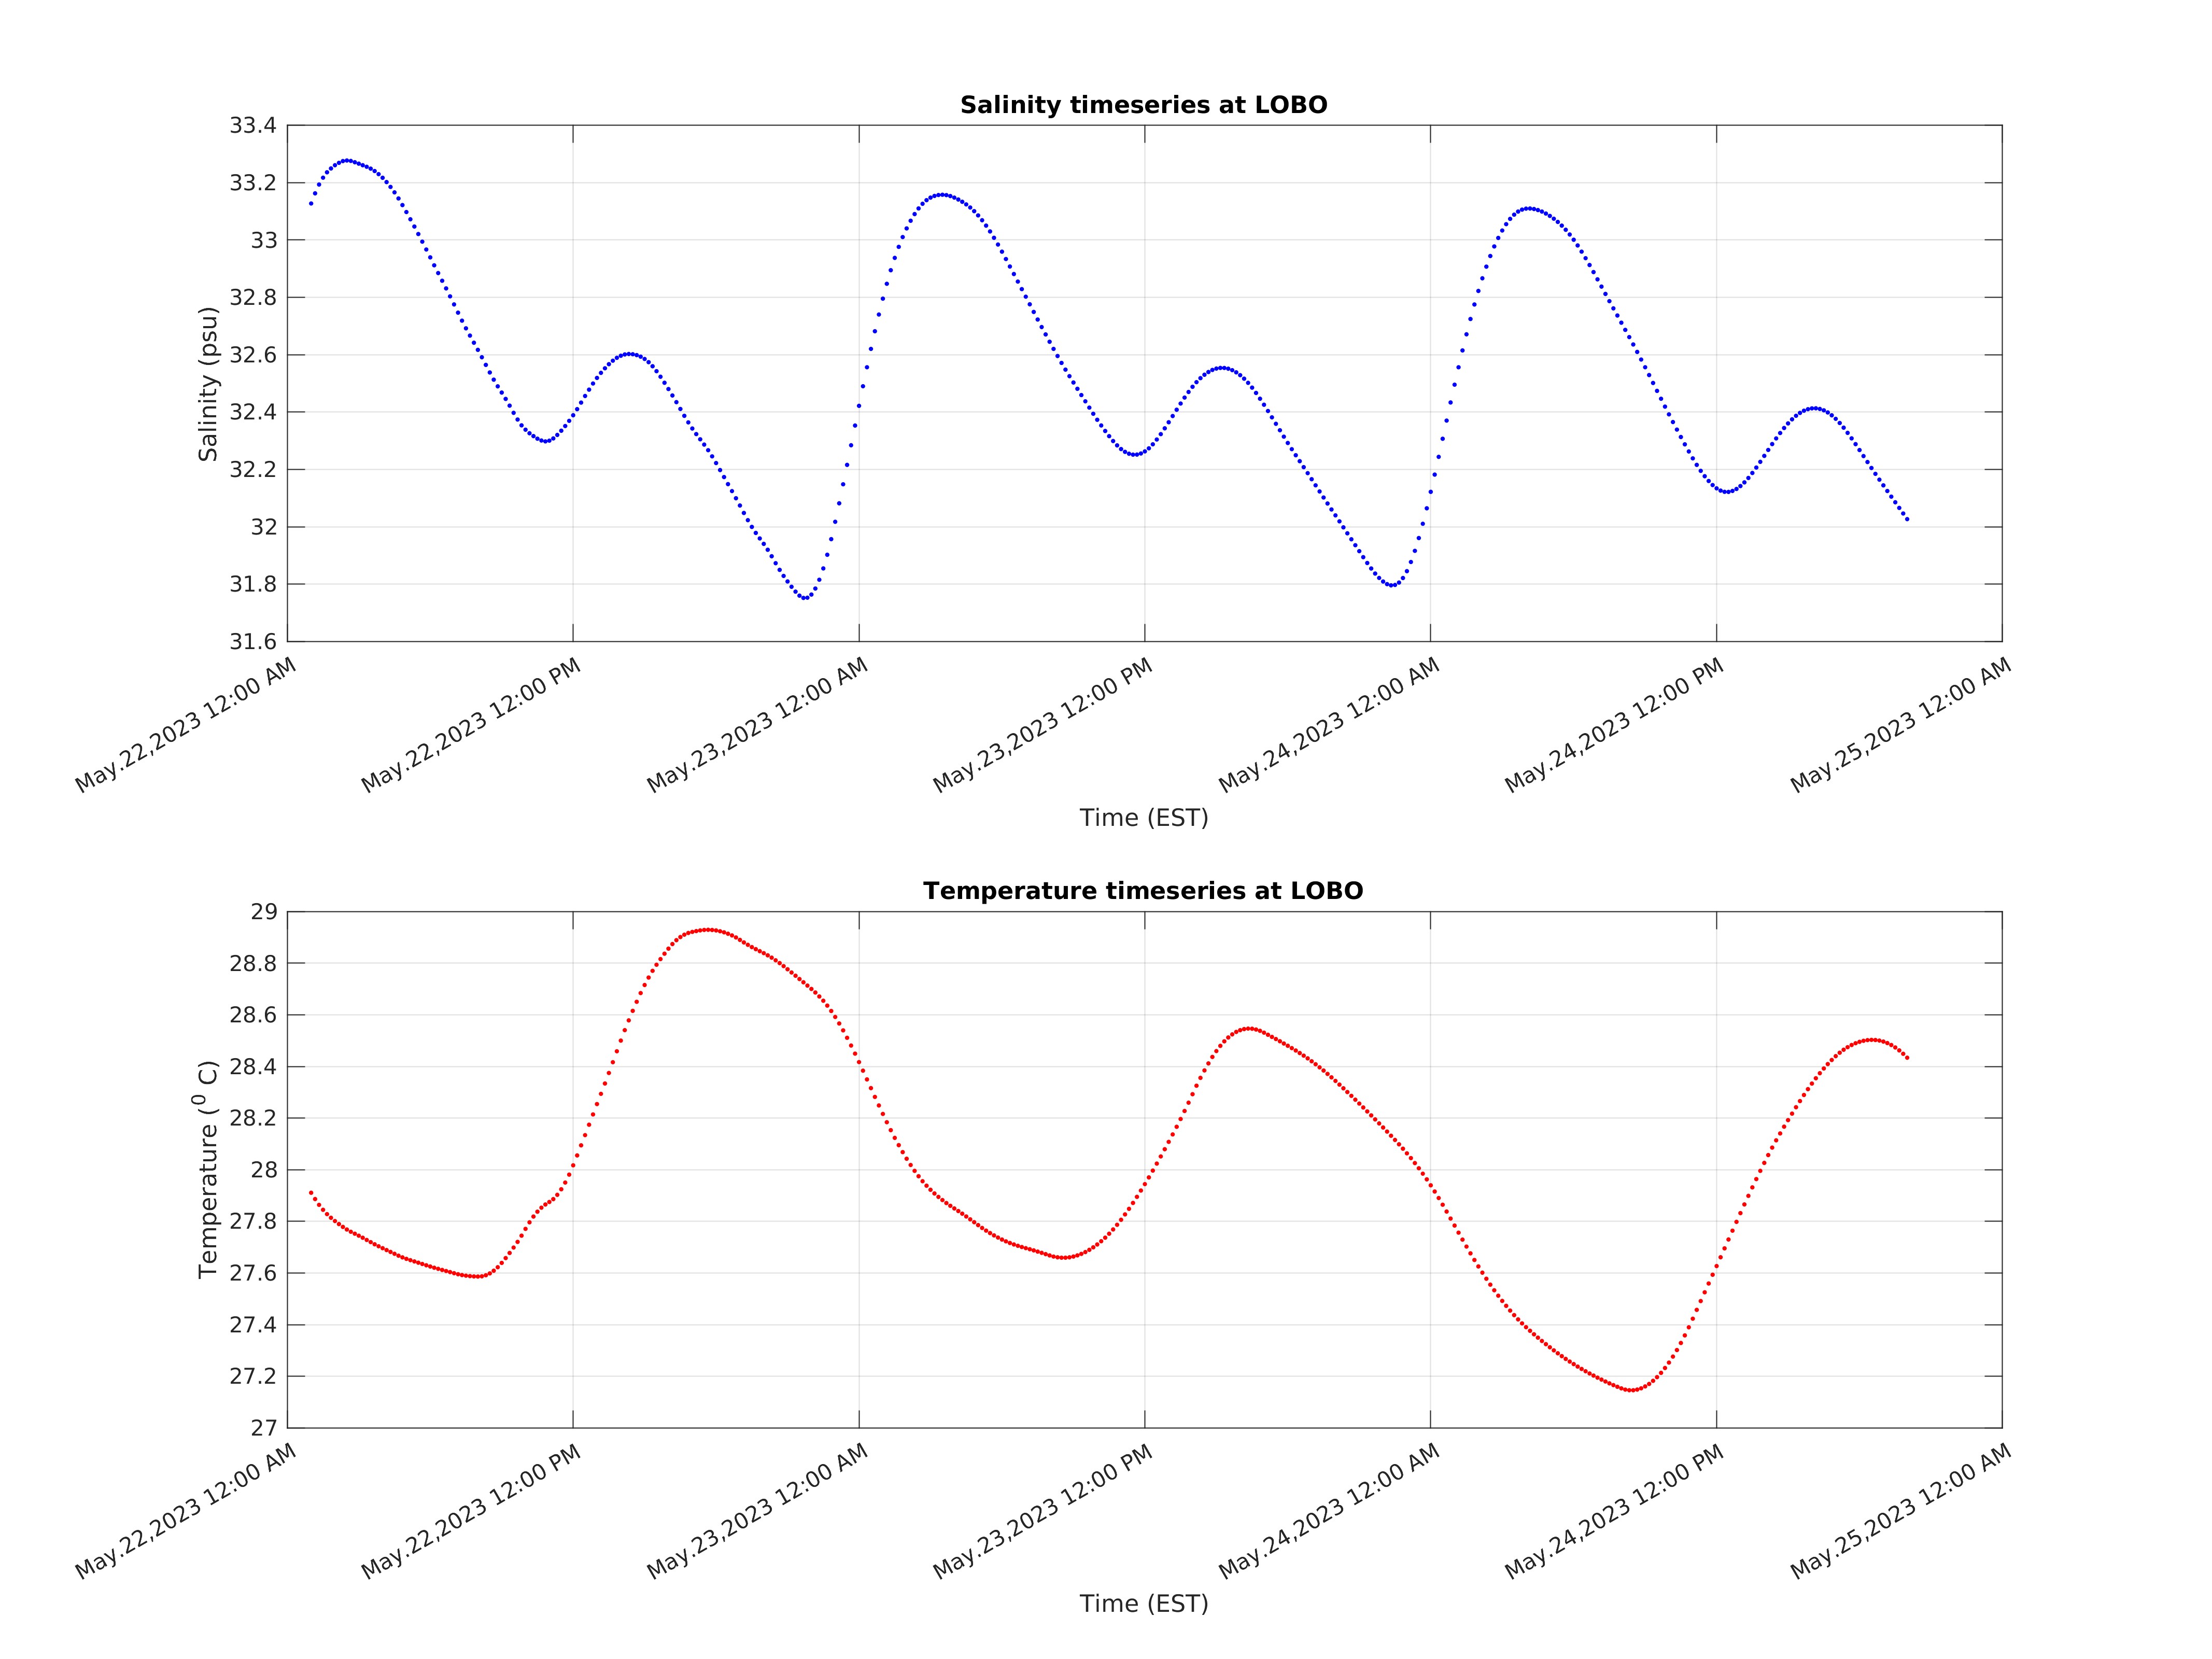 Salinity timeseries at LOBO
33.4
33.2
33
32.8
32.6
32.4
32.2
32
31.8
31.6
Salinity (psu)
May.22,2023 12:00 AM
May.22,2023 12:00 PM
May.23,2023 12:00 AM
May.23,2023 12:00 PM
May.24,2023 12:00 AM
May.24,2023 12:00 PM
May.25,2023 12:00 AM
Time (EST)
Temperature timeseries at LOBO
29
28.8
28.6
28.4
28.2
28
27.8
27.6
27.4
27.2
27
Temperature (⁰ C)
May.22,2023 12:00 AM
May.22,2023 12:00 PM
May.23,2023 12:00 AM
May.23,2023 12:00 PM
May.24,2023 12:00 AM
May.24,2023 12:00 PM
May.25,2023 12:00 AM
Time (EST)